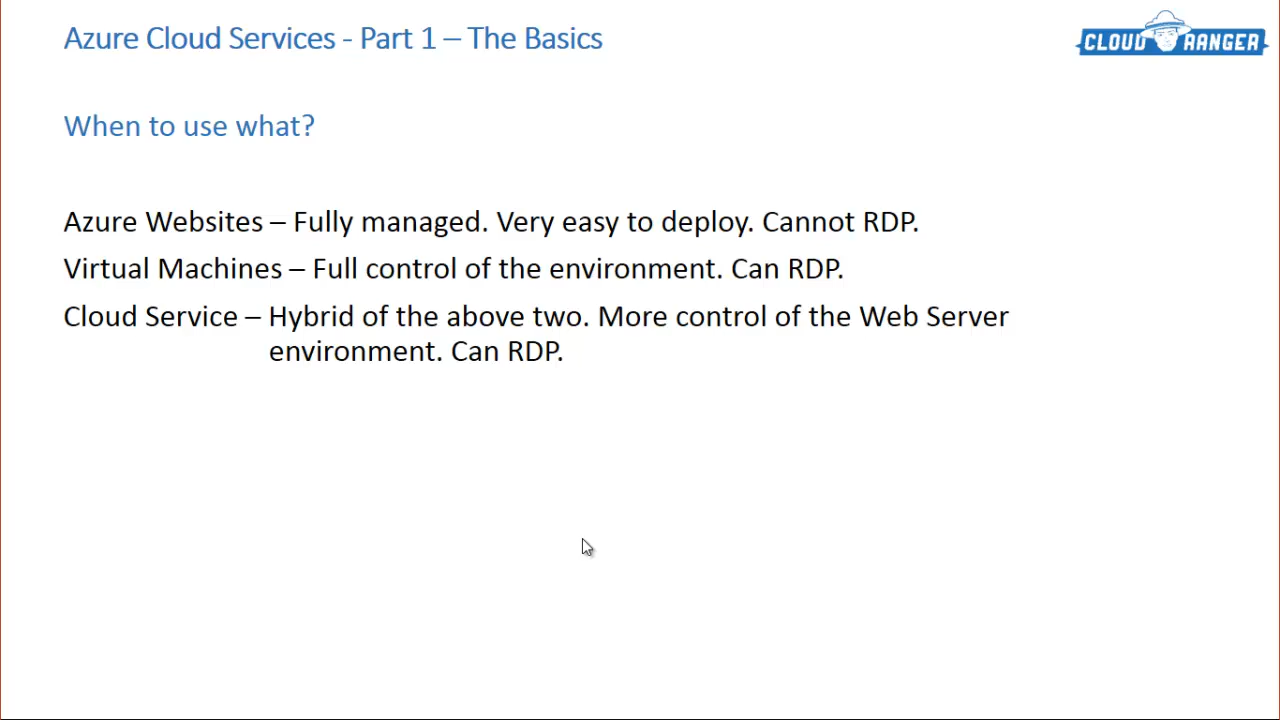 Azure Cloud Services - Part 1 – The Basics
CLOUD RANGER
When to use what?
Azure Websites – Fully managed. Very easy to deploy. Cannot RDP.
Virtual Machines – Full control of the environment. Can RDP.
Cloud Service – Hybrid of the above two. More control of the Web Server
environment. Can RDP.